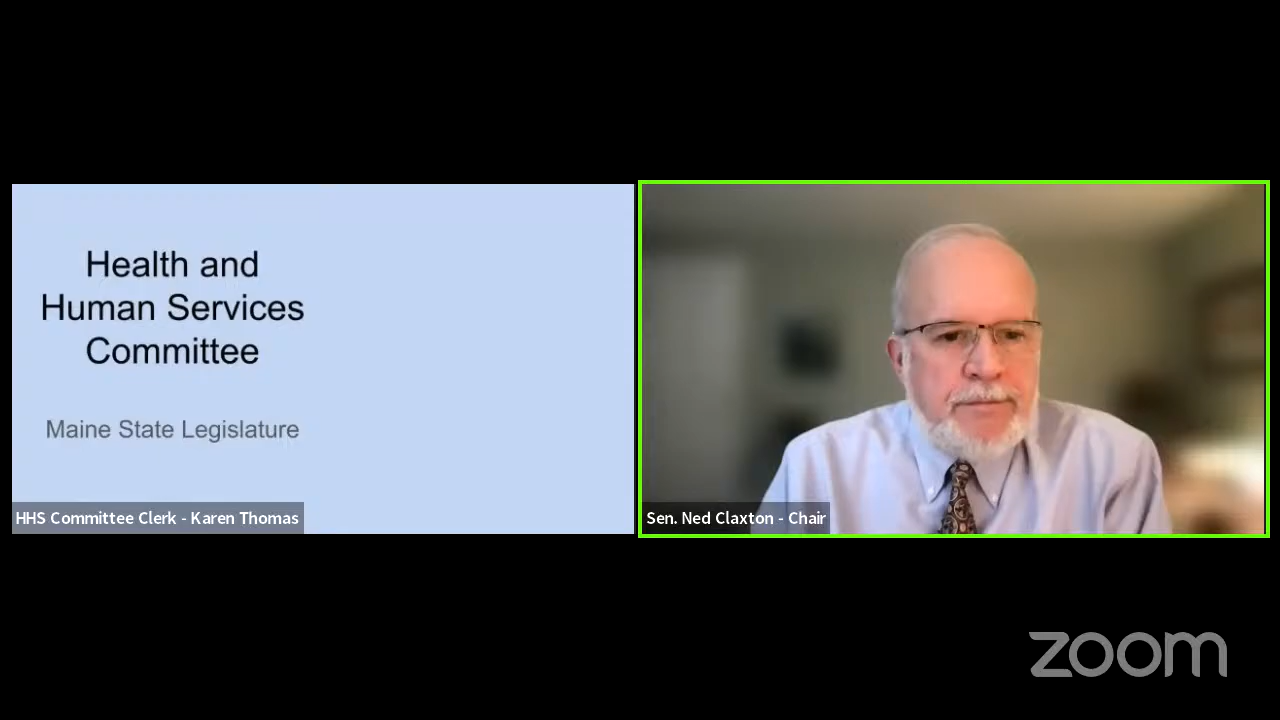 Health and
Human Services
Committee
Maine State Legislature
HHS Committee Clerk - Karen Thomas
Sen. Ned Claxton - Chair
zoom